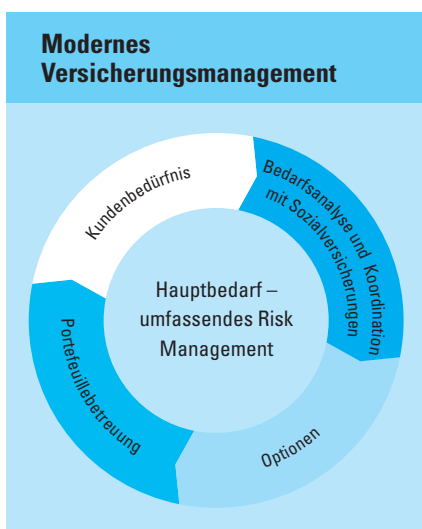 Modernes
Versicherungsmanagement
Kundenbedürfnis
Bedarfsanalyse und Koordination
mit Sozialversicherungen
Hauptbedarf –
umfassendes Risk
Management
Portefeuillebetreuung
Optionen